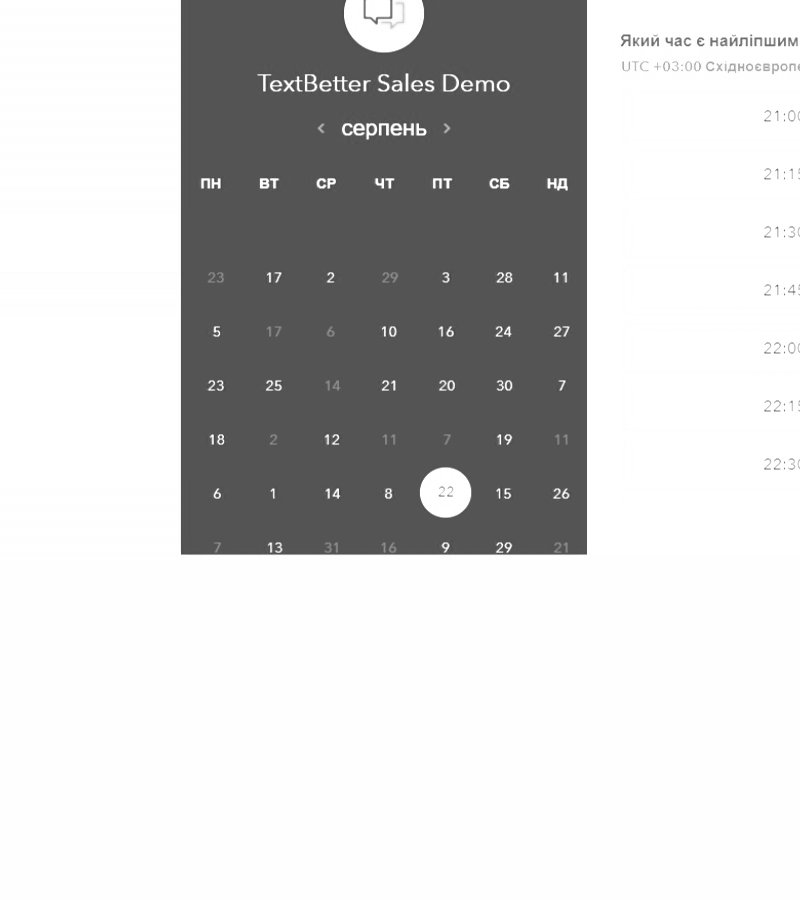 TextBetter Sales Demo
серпень
ПН ВТ СР ЧТ ПТ СБ НД
23 17 2 29 3 28 11
5 17 6 10 16 24 27
23 25 14 21 20 30 7
18 2 12 11 7 19 11
6 1 14 8 22 15 26
7 13 31 16 9 29 21
Який час є найліпшим
UTC +03:00
21:00
21:15
21:30
21:45
22:00
22:15
22:30